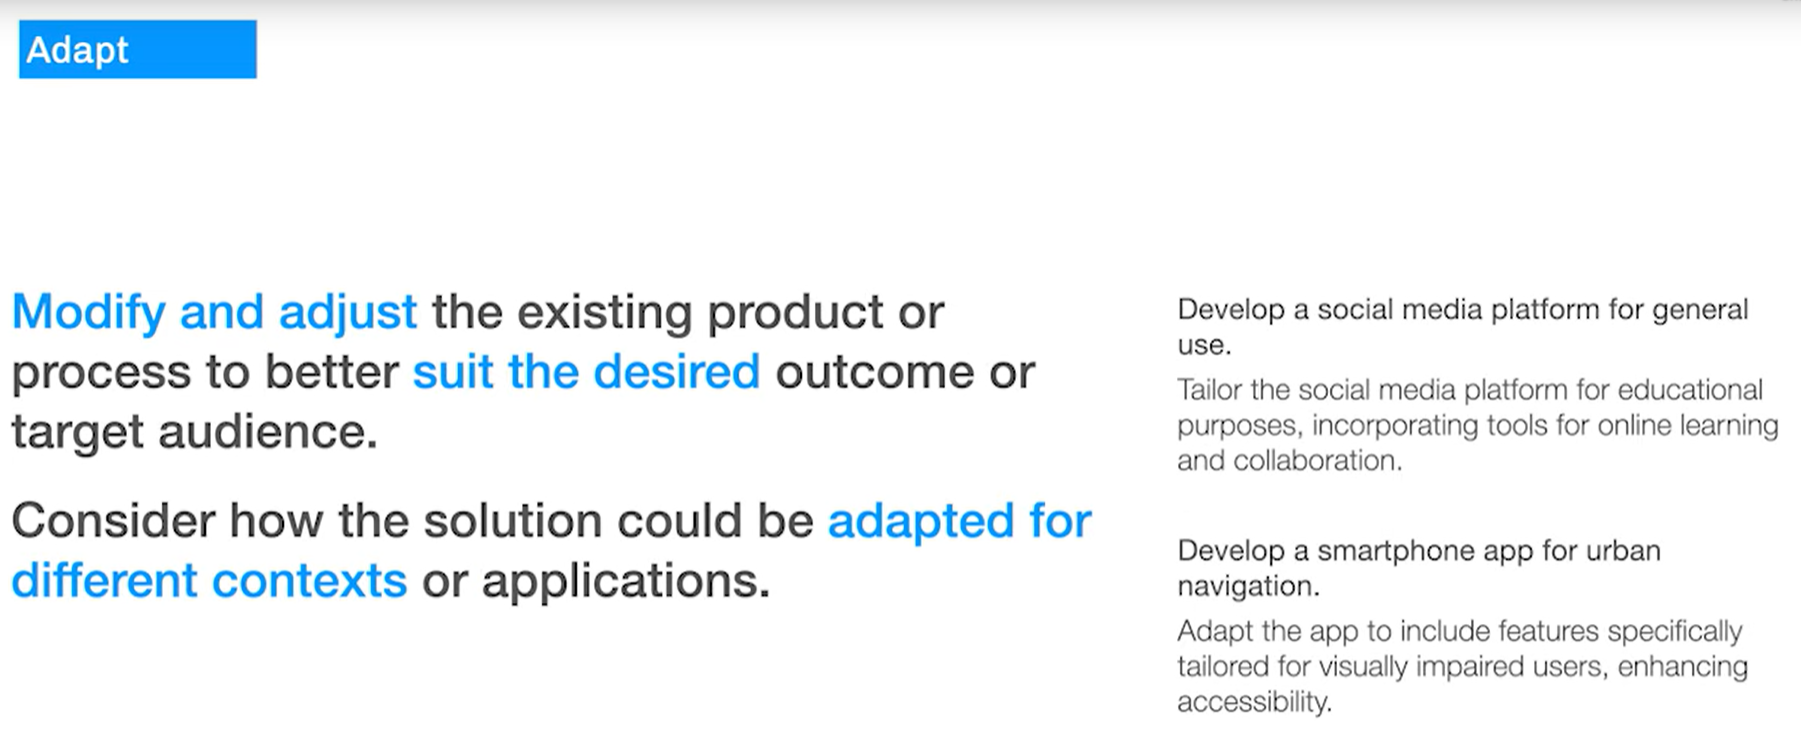 Adapt
Modify and adjust the existing product or
process to better suit the desired outcome or
target audience.
Consider how the solution could be adapted for
different contexts or applications.
Develop a social media platform for general
use.
Tailor the social media platform for educational
purposes, incorporating tools for online learning
and collaboration.
Develop a smartphone app for urban
navigation.
Adapt the app to include features specifically
tailored for visually impaired users, enhancing
accessibility.